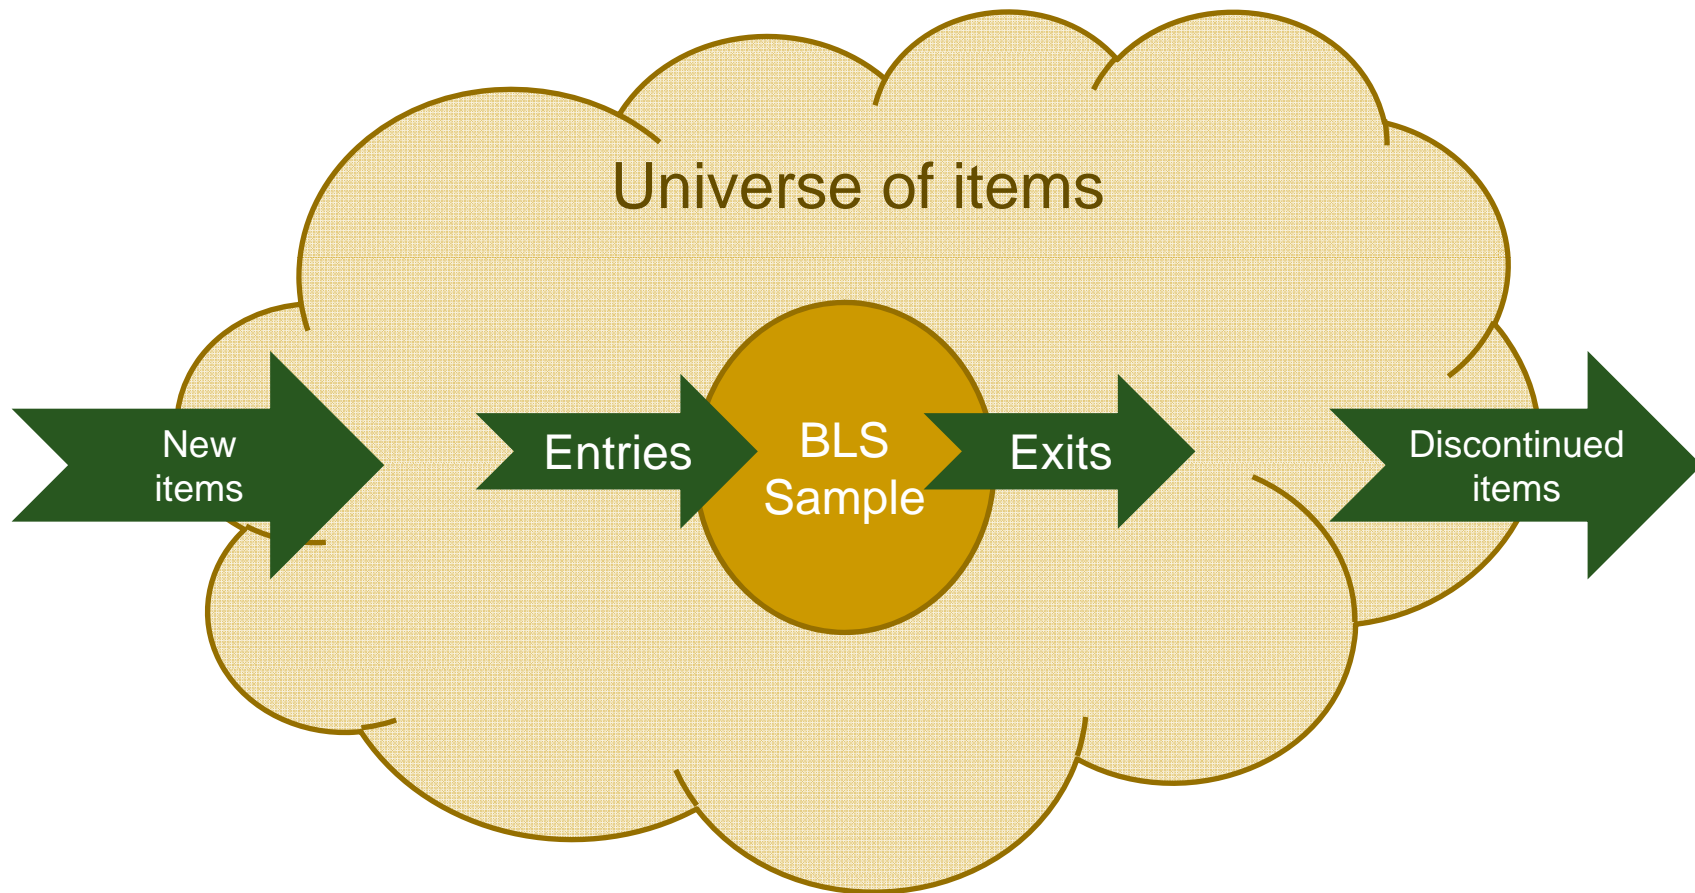 Universe of items
New
items
Entries
BLS
Sample
Exits
Discontinued
items